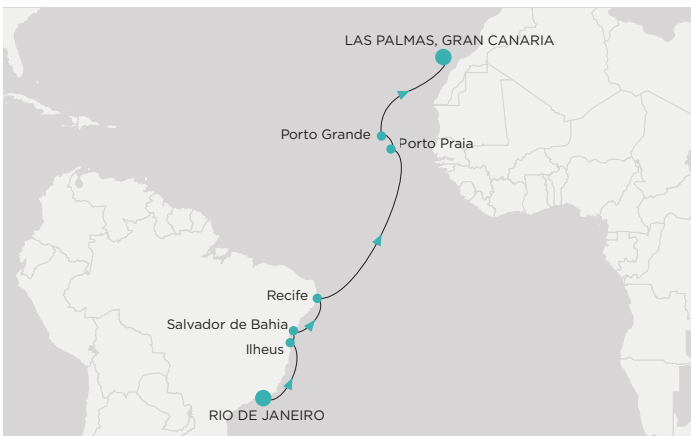 LAS PALMAS, GRAN CANARIA
Porto Grande
Porto Praia
Recife
Salvador de Bahia
Ilheus
RIO DE JANEIRO